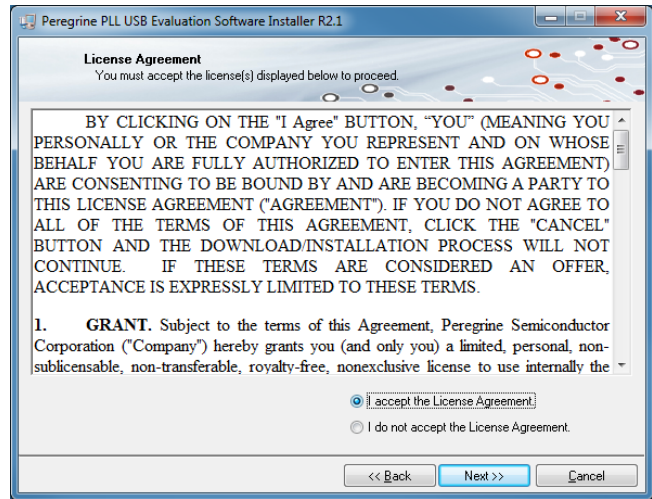 Peregrine PLL USB Evaluation Software Installer R2.1
License Agreement
You must accept the license(s) displayed below to proceed.
BY CLICKING ON THE "I Agree" BUTTON, “YOU” (MEANING YOU
PERSONALLY OR THE COMPANY YOU REPRESENT AND ON WHOSE
BEHALF YOU ARE FULLY AUTHORIZED TO ENTER THIS AGREEMENT)
ARE CONSENTING TO BE BOUND BY AND ARE BECOMING A PARTY TO
THIS LICENSE AGREEMENT ("AGREEMENT"). IF YOU DO NOT AGREE TO
ALL OF THE TERMS OF THIS AGREEMENT, CLICK THE "CANCEL"
BUTTON AND THE DOWNLOAD/INSTALLATION PROCESS WILL NOT
CONTINUE. IF THESE TERMS ARE CONSIDERED AN OFFER,
ACCEPTANCE IS EXPRESSLY LIMITED TO THESE TERMS.
1. GRANT. Subject to the terms of this Agreement, Peregrine Semiconductor
Corporation ("Company") hereby grants you (and only you) a limited, personal, non-
sublicensable, non-transferable, royalty-free, nonexclusive license to use internally the
I accept the License Agreement.
I do not accept the License Agreement.
<< Back Next >> Cancel